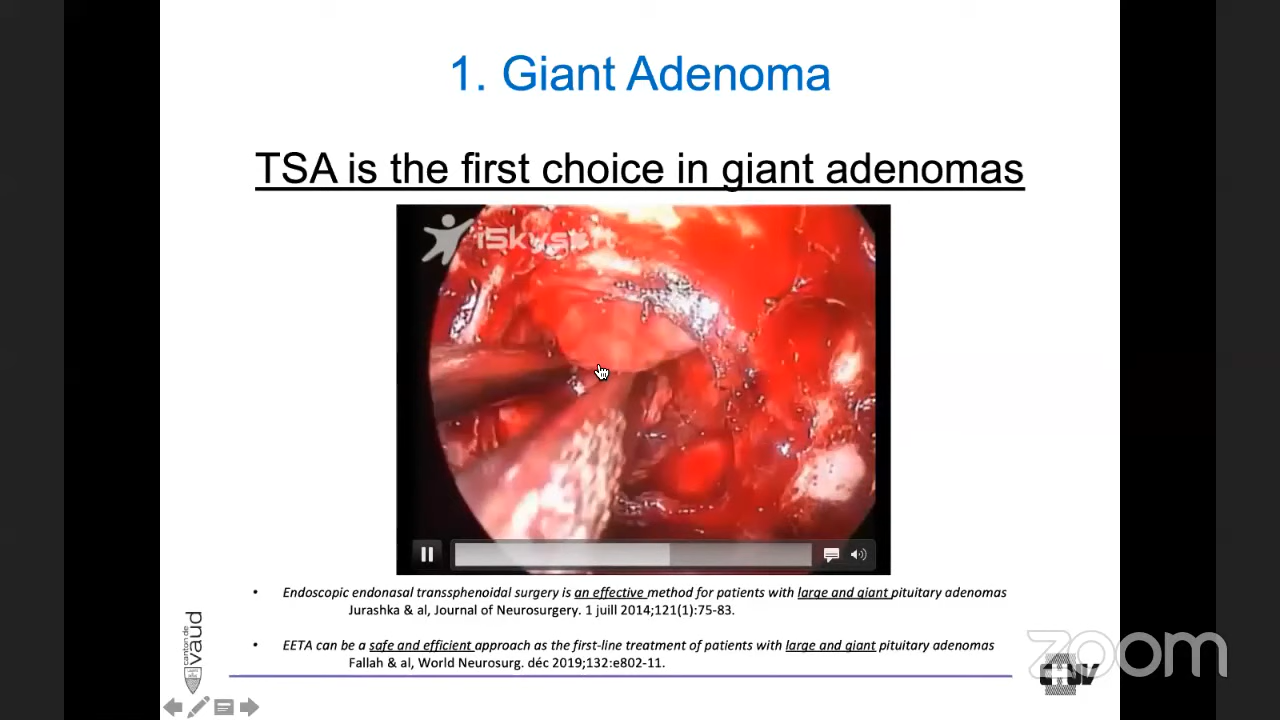 1. Giant Adenoma
TSA is the first choice in giant adenomas
iSkysoft
• Endoscopic endonasal transsphenoidal surgery is an effective method for patients with large and giant pituitary adenomas
Jurashka & al, Journal of Neurosurgery. 1 juill 2014;121(1):75-83.
• EETA can be a safe and efficient approach as the first-line treatment of patients with large and giant pituitary adenomas
Fallah & al, World Neurosurg. déc 2019;132:e802-11.
canton de
vaud
zoom